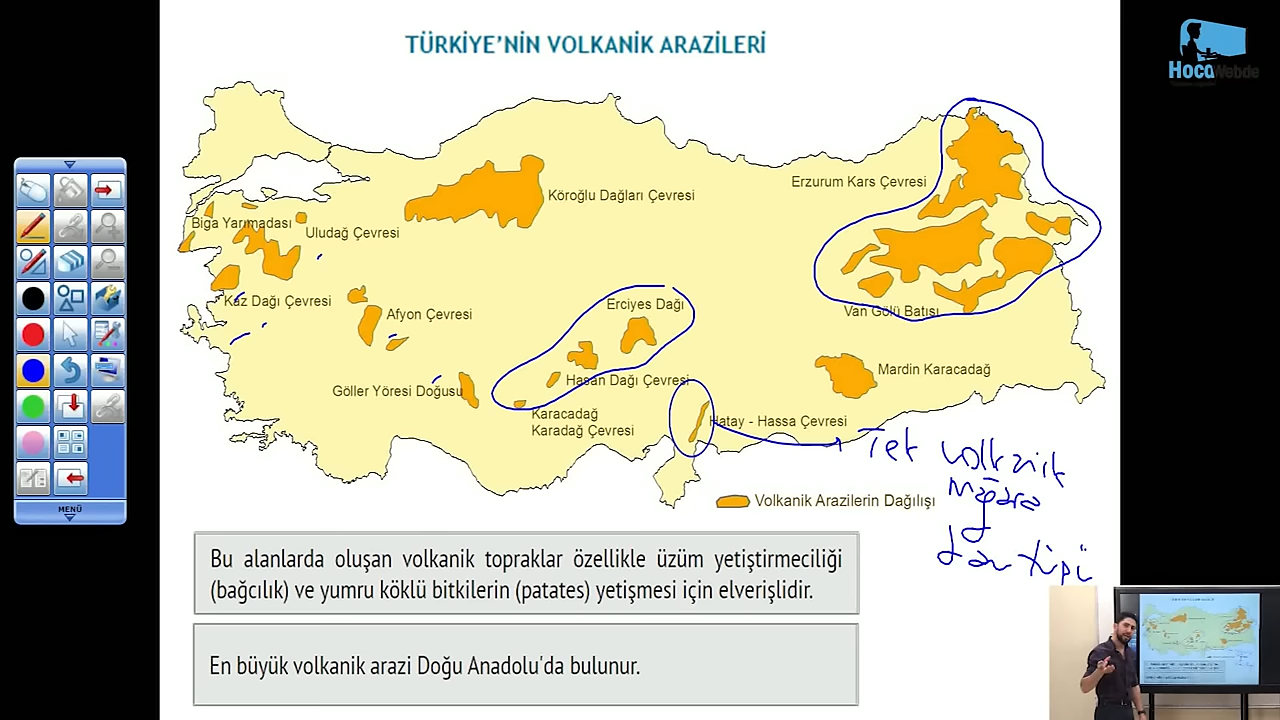 TÜRKİYE'NİN VOLKANİK ARAZİLERİ
HocaWebde
Erzurum Kars Çevresi
Köroğlu Dağları Çevresi
Biga Yarımadası
Uludağ Çevresi
Kaz Dağı Çevresi
Erciyes Dağı
Van Gölü Batısı
Afyon Çevresi
Mardin Karacadağ
Hasan Dağı Çevresi
Göller Yöresi Doğusu
Karacadağ
Karadağ Çevresi
Hatay - Hassa Çevresi
Tek volkanik
mağara
Volkanik Arazilerin Dağılışı
MENÜ
Bu alanlarda oluşan volkanik topraklar özellikle üzüm yetiştirmeciliği
(bağcılık) ve yumru köklü bitkilerin (patates) yetişmesi için elverişlidir.
En büyük volkanik arazi Doğu Anadolu'da bulunur.